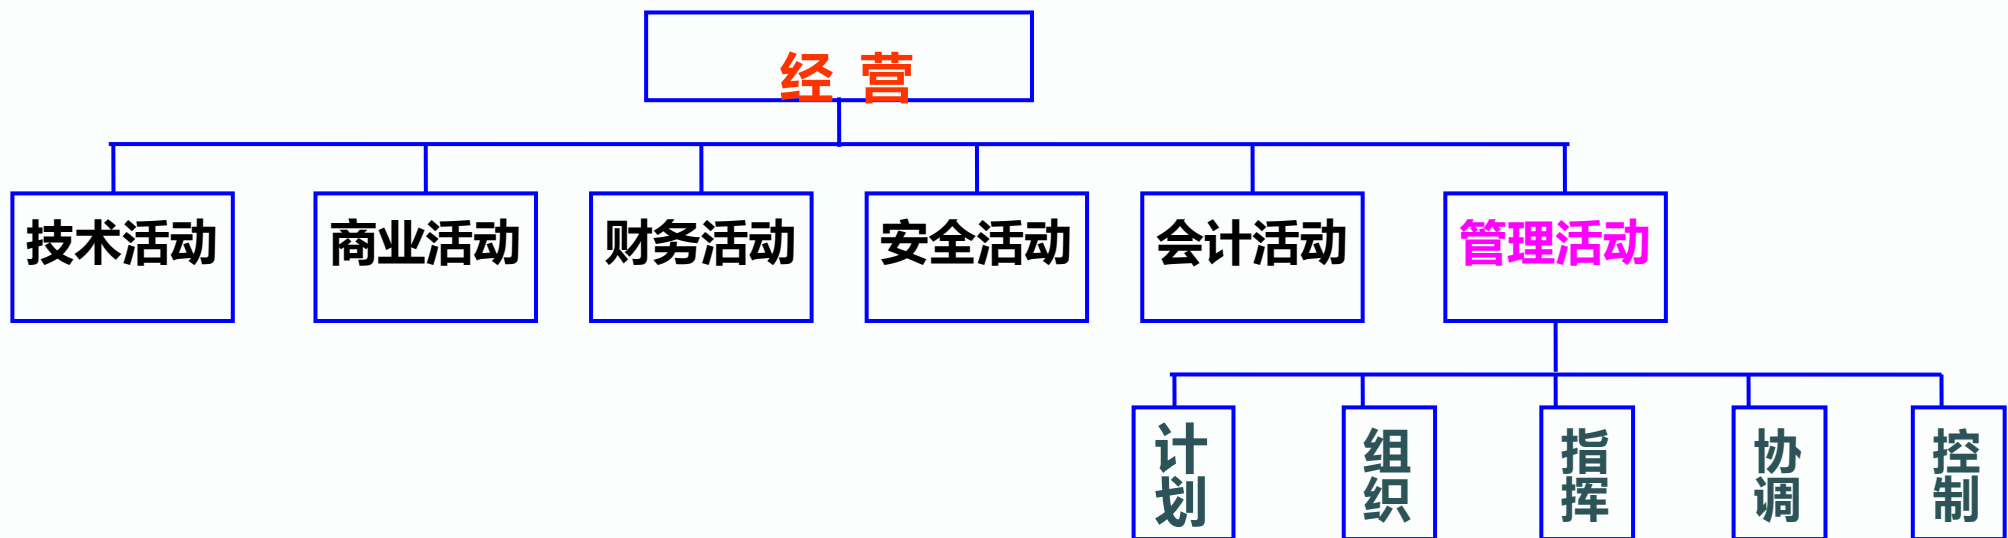 经 营
技术活动
商业活动
财务活动
安全活动
会计活动
管理活动
计划
组织
指挥
协调
控制